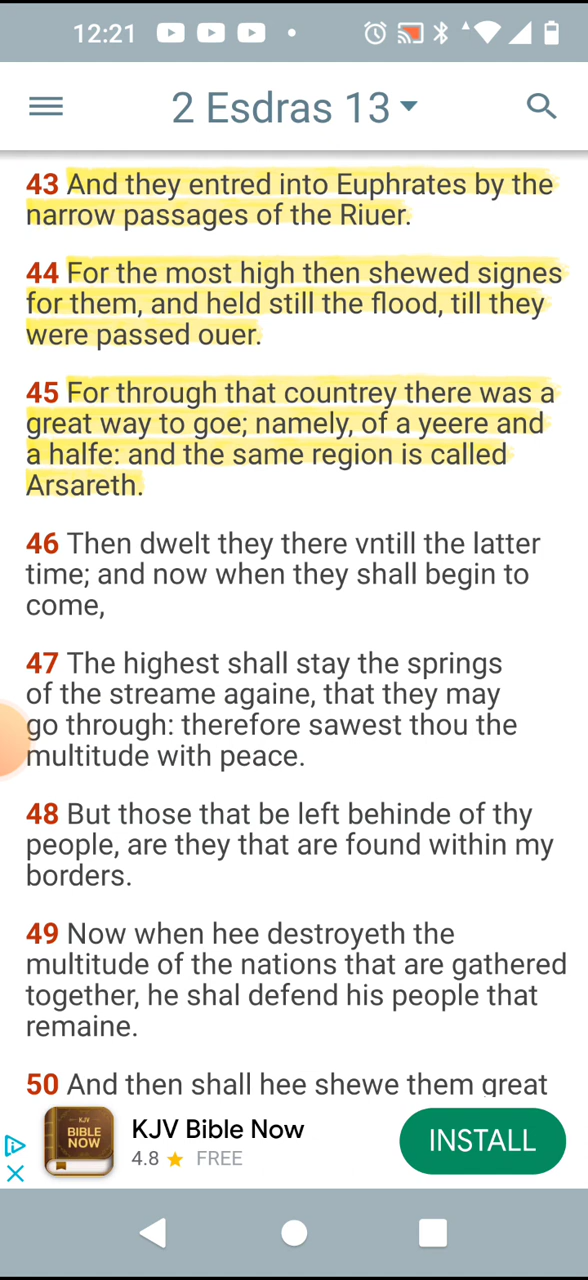 12:21
2 Esdras 13
43 And they entred into Euphrates by the
narrow passages of the Riuer.
44 For the most high then shewed signes
for them, and held still the flood, till they
were passed ouer.
45 For through that countrey there was a
great way to goe; namely, of a yeere and
a halfe: and the same region is called
Arsareth.
46 Then dwelt they there vntill the latter
time; and now when they shall begin to
come,
47 The highest shall stay the springs
of the streame againe, that they may
go through: therefore sawest thou the
multitude with peace.
48 But those that be left behinde of thy
people, are they that are found within my
borders.
49 Now when hee destroyeth the
multitude of the nations that are gathered
together, he shal defend his people that
remaine.
50 And then shall hee shewe them great
KJV
BIBLE
NOW
KJV Bible Now
4.8 ★ FREE
INSTALL